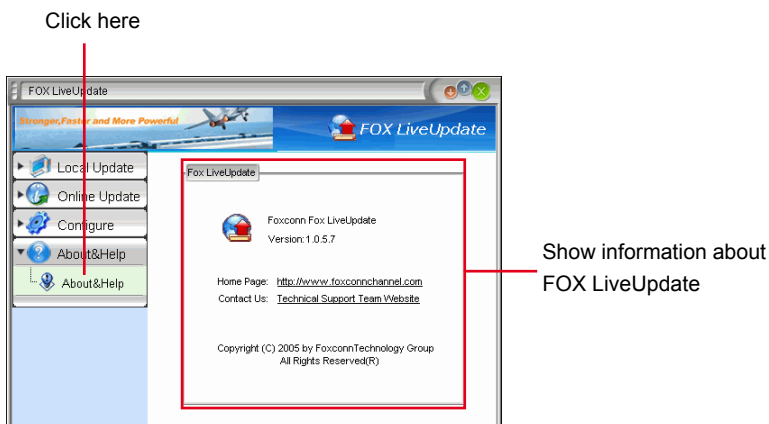 Click here
FOX LiveUpdate
Stronger,Faster and More Powerful
FOX LiveUpdate
Local Update
Online Update
Configure
About&Help
About&Help
Fox LiveUpdate
Foxconn Fox LiveUpdate
Version:1.0.5.7
Home Page: http://www.foxconnchannel.com
Contact Us: Technical Support Team Website
Copyright (C) 2005 by FoxconnTechnology Group
All Rights Reserved(R)
Show information about
FOX LiveUpdate